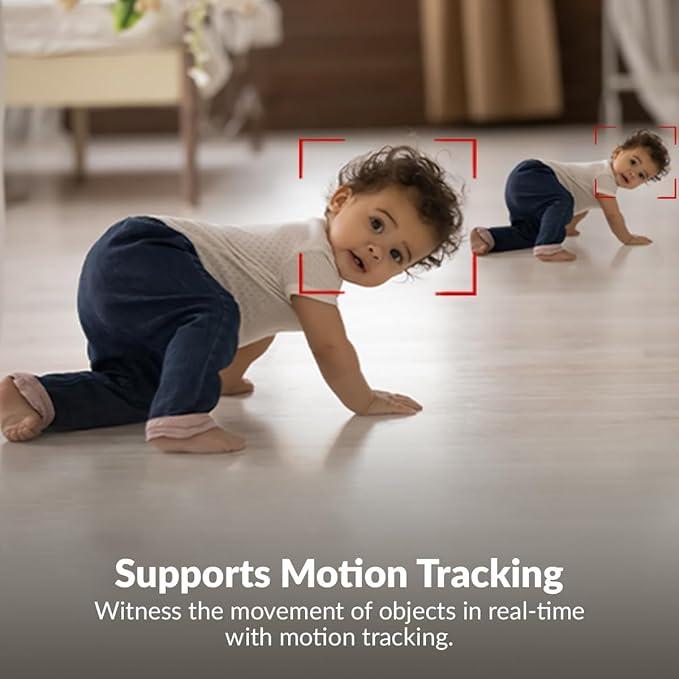 Supports Motion Tracking
Witness the movement of objects in real-time
with motion tracking.